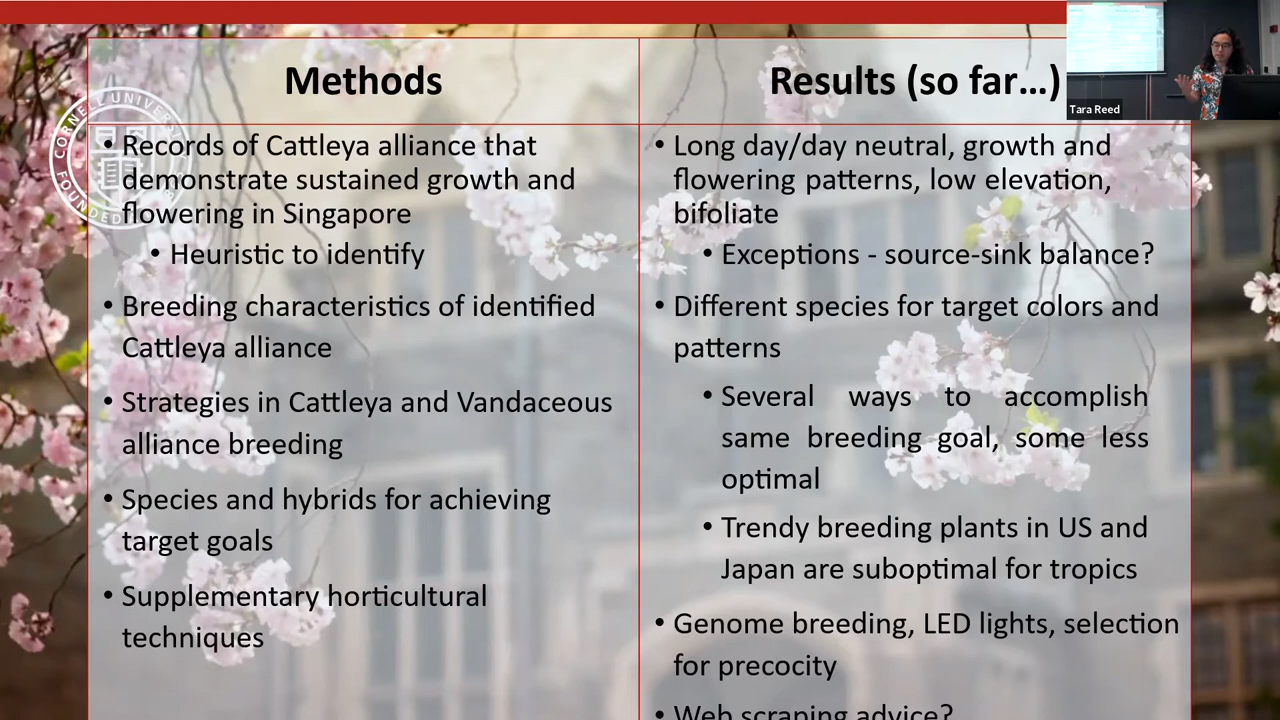 Methods
Results (so far…)
Tara Reed
CORNELL UNIVER
FOUNDED
• Records of Cattleya alliance that
demonstrate sustained growth and
flowering in Singapore
• Heuristic to identify
• Breeding characteristics of identified
Cattleya alliance
• Strategies in Cattleya and Vandaceous
alliance breeding
• Species and hybrids for achieving
target goals
• Supplementary horticultural
techniques
• Long day/day neutral, growth and
flowering patterns, low elevation,
bifoliate
• Exceptions - source-sink balance?
• Different species for target colors and
patterns
• Several ways to accomplish
same breeding goal, some less
optimal
• Trendy breeding plants in US and
Japan are suboptimal for tropics
• Genome breeding, LED lights, selection
for precocity
• Web scraping advice?